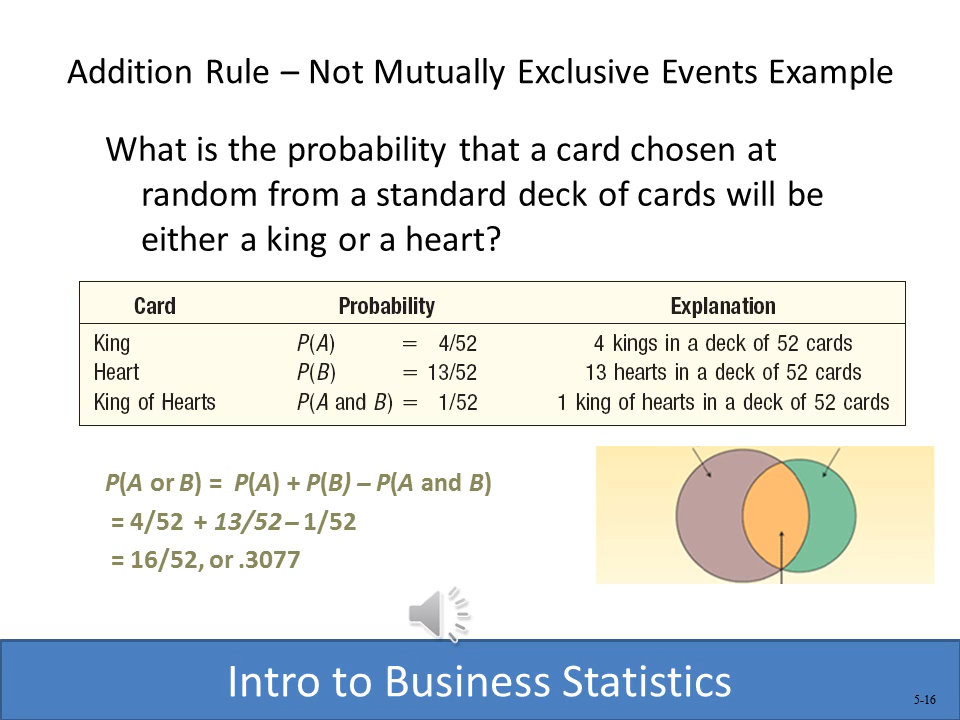 Addition Rule – Not Mutually Exclusive Events Example
What is the probability that a card chosen at
random from a standard deck of cards will be
either a king or a heart?
Card Probability Explanation
King P(A) = 4/52 4 kings in a deck of 52 cards
Heart P(B) = 13/52 13 hearts in a deck of 52 cards
King of Hearts P(A and B) = 1/52 1 king of hearts in a deck of 52 cards
P(A or B) = P(A) + P(B) – P(A and B)
= 4/52 + 13/52 – 1/52
= 16/52, or .3077
Intro to Business Statistics
5-16